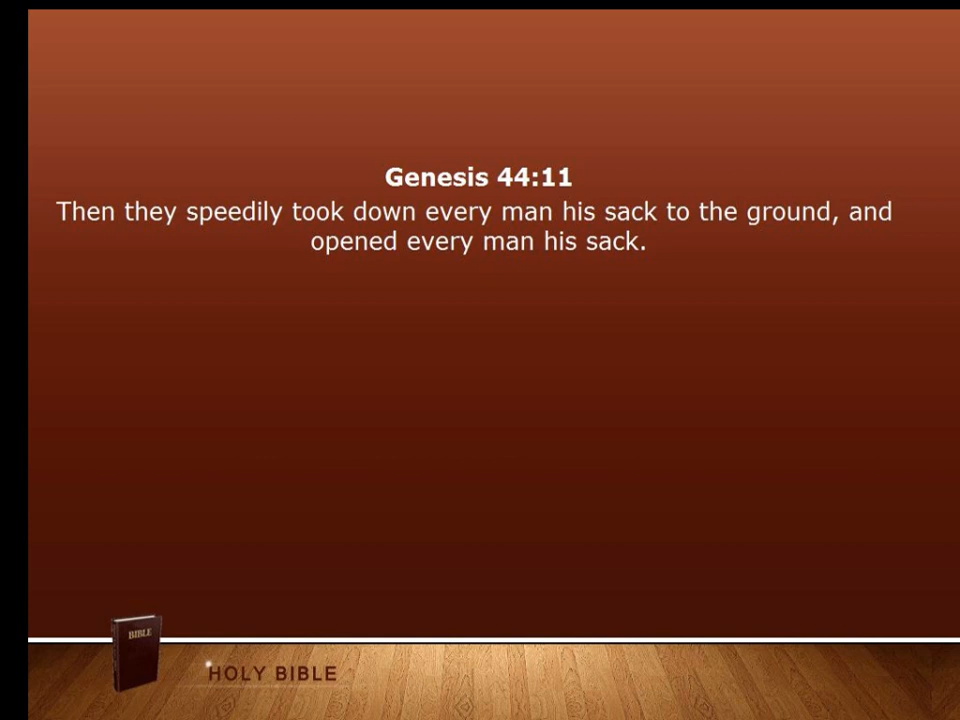 Genesis 44:11
Then they speedily took down every man his sack to the ground, and
opened every man his sack.
BIBLE
HOLY BIBLE